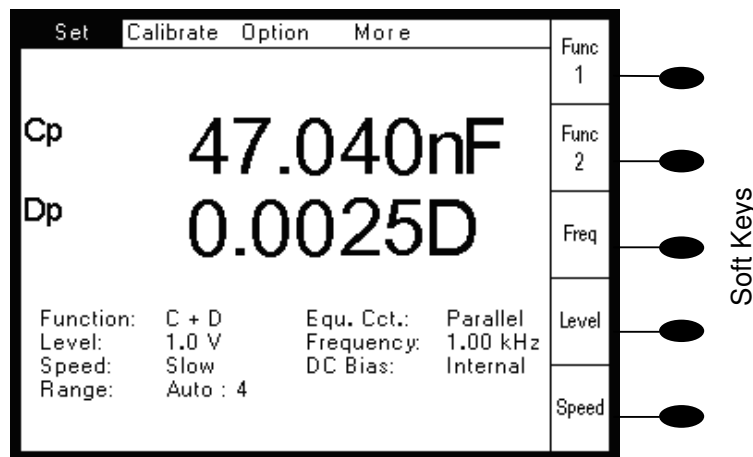 Set Calibrate Option More
Cp 47.040nF
Dp 0.0025D
Function: C + D Equ. Cct.: Parallel
Level: 1.0 V Frequency: 1.00 kHz
Speed: Slow DC Bias: Internal
Range: Auto : 4
Func
1
Func
2
Freq
Level
Speed
Soft Keys